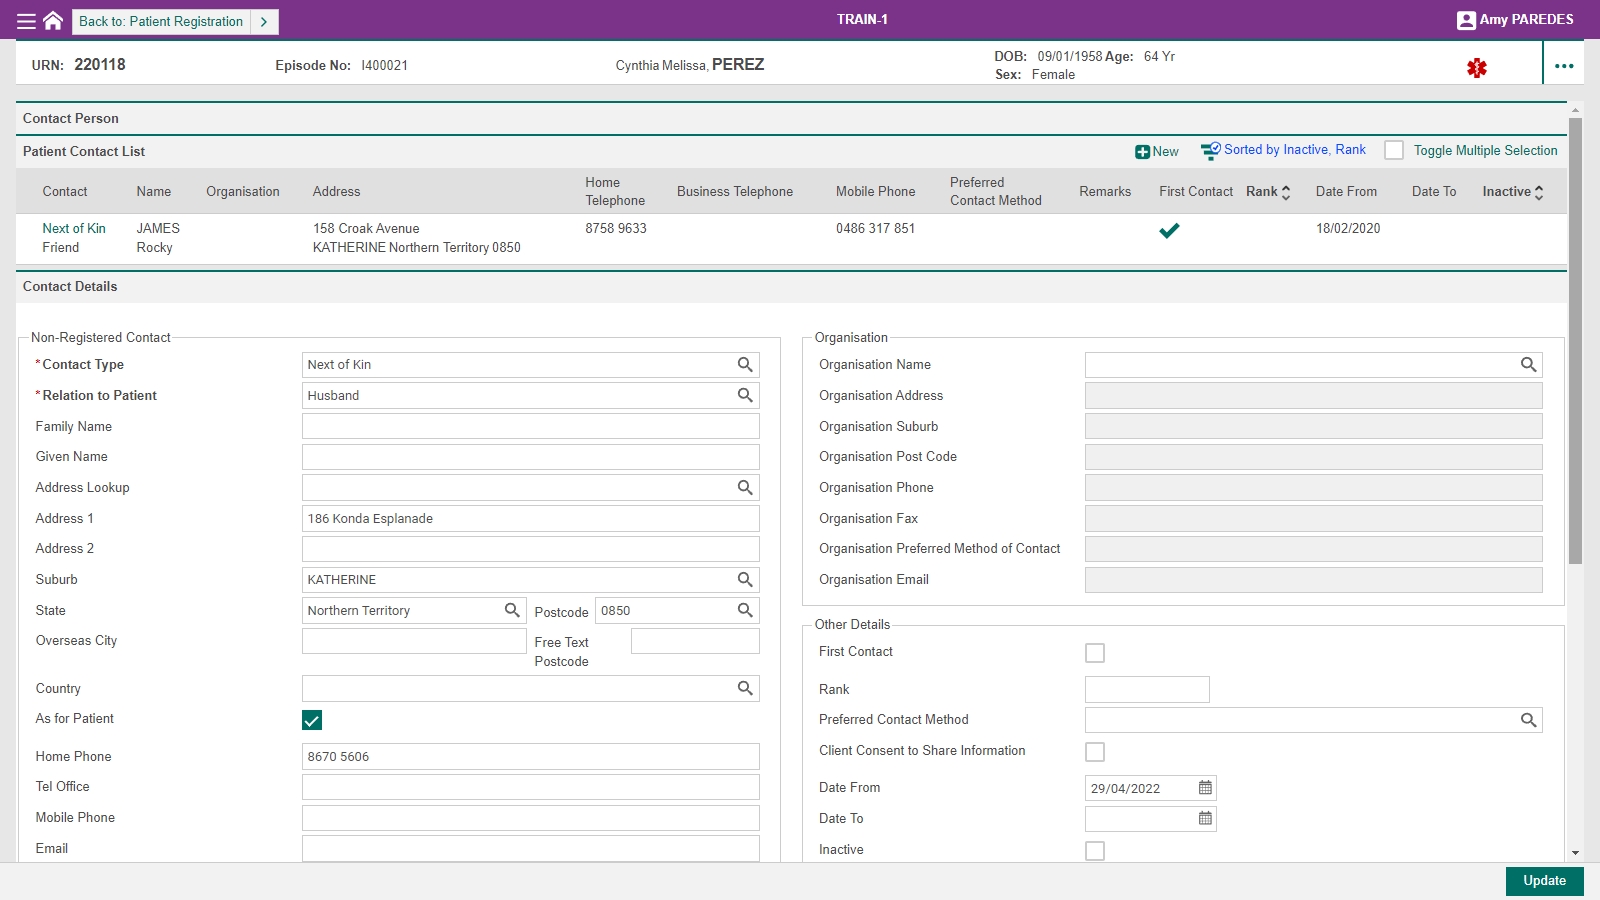 Back to: Patient Registration
TRAIN-1
Amy PAREDES
URN: 220118
Episode No: I400021
Cynthia Melissa, PEREZ
DOB: 09/01/1958 Age: 64 Yr
Sex: Female
Contact Person
Patient Contact List
New
Sorted by Inactive, Rank
Toggle Multiple Selection
Contact
Name
Organisation
Address
Home
Telephone
Business Telephone
Mobile Phone
Preferred
Contact Method
Remarks
First Contact
Rank
Date From
Date To
Inactive
Next of Kin
Friend
JAMES
Rocky
158 Croak Avenue
KATHERINE Northern Territory 0850
8758 9633
0486 317 851
18/02/2020
Contact Details
Non-Registered Contact
*Contact Type
Next of Kin
*Relation to Patient
Husband
Family Name
Given Name
Address Lookup
Address 1
186 Konda Esplanade
Address 2
Suburb
KATHERINE
State
Northern Territory
Postcode
0850
Overseas City
Free Text
Postcode
Country
As for Patient
Home Phone
8670 5606
Tel Office
Mobile Phone
Email
Organisation
Organisation Name
Organisation Address
Organisation Suburb
Organisation Post Code
Organisation Phone
Organisation Fax
Organisation Preferred Method of Contact
Organisation Email
Other Details
First Contact
Rank
Preferred Contact Method
Client Consent to Share Information
Date From
29/04/2022
Date To
Inactive
Update